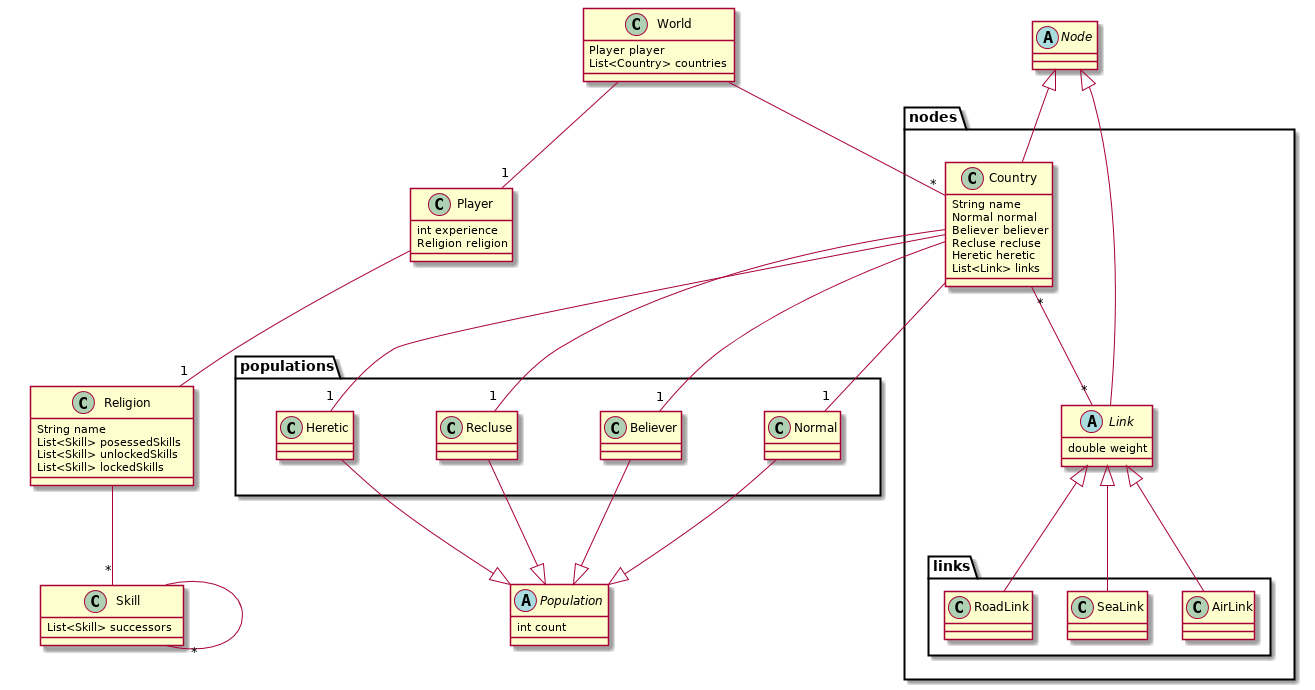 C World
Player player
List<Country> countries
A Node
nodes
1
*
C Country
String name
Normal normal
Believer believer
Recluse recluse
Heretic heretic
List<Link> links
C Player
int experience
Religion religion
*
1
populations
1
1
1
1
*
C Religion
String name
List<Skill> posessedSkills
List<Skill> unlockedSkills
List<Skill> lockedSkills
C Heretic
C Recluse
C Believer
C Normal
A Link
double weight
*
links
C Skill
List<Skill> successors
*
A Population
int count
C RoadLink
C SeaLink
C AirLink